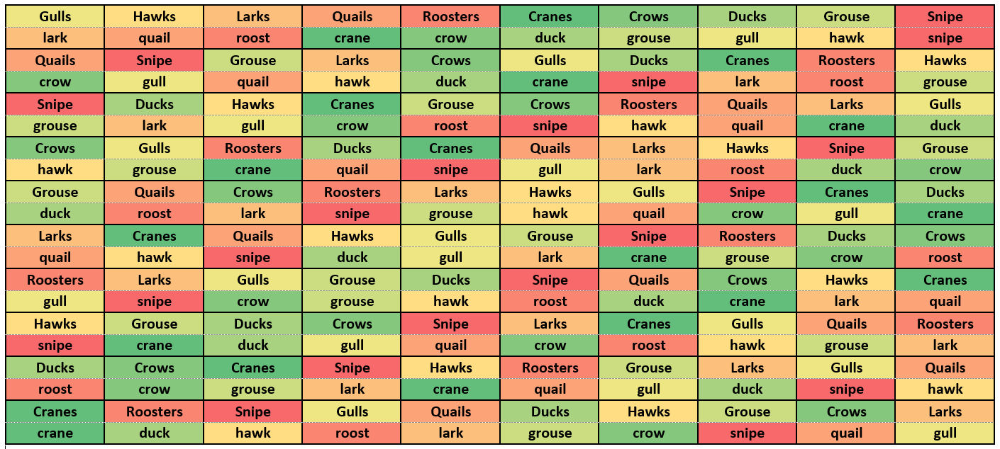 Gulls Hawks Larks Quails Roosters Cranes Crows Ducks Grouse Snipe
lark quail roost crane crow duck grouse gull hawk snipe
Quails Snipe Grouse Larks Crows Gulls Ducks Cranes Roosters Hawks
crow gull quail hawk duck crane snipe lark roost grouse
Snipe Ducks Hawks Cranes Grouse Crows Roosters Quails Larks Gulls
grouse lark gull crow roost snipe hawk quail crane duck
Crows Gulls Roosters Ducks Cranes Quails Larks Hawks Snipe Grouse
hawk grouse crane quail snipe gull lark roost duck crow
Grouse Quails Crows Roosters Larks Hawks Gulls Snipe Cranes Ducks
duck roost lark snipe grouse hawk quail crow gull crane
Larks Cranes Quails Hawks Gulls Grouse Snipe Roosters Ducks Crows
quail hawk snipe duck gull lark crane grouse crow roost
Roosters Larks Gulls Grouse Ducks Snipe Quails Crows Hawks Cranes
gull snipe crow grouse hawk roost duck crane lark quail
Hawks Grouse Ducks Crows Snipe Larks Cranes Gulls Quails Roosters
snipe crane duck gull quail crow roost hawk grouse lark
Ducks Crows Cranes Snipe Hawks Roosters Grouse Larks Gulls Quails
roost crow grouse lark crane quail gull duck snipe hawk
Cranes Roosters Snipe Gulls Quails Ducks Hawks Grouse Crows Larks
crane duck hawk roost lark grouse crow snipe quail gull